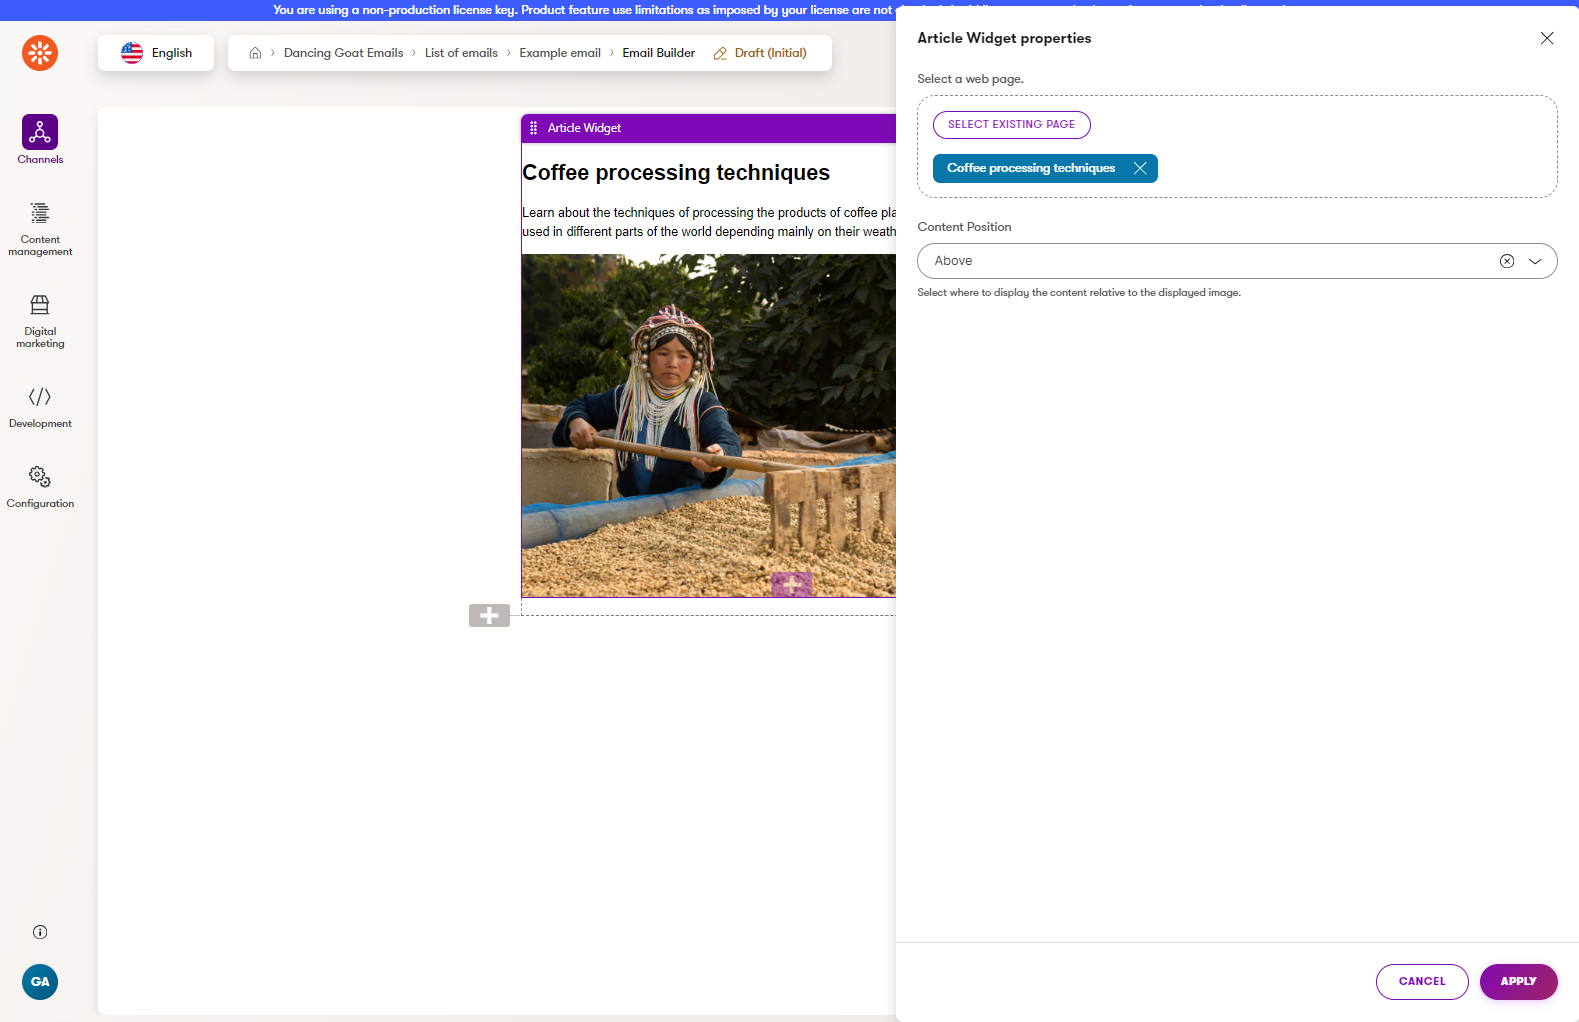 You are using a non-production license key. Product feature use limitations as imposed by your license are not
English
Dancing Goat Emails › List of emails › Example email › Email Builder Draft (Initial)
Channels
Content
management
Digital
marketing
Development
Configuration
GA
Article Widget
Coffee processing techniques
Learn about the techniques of processing the products of coffee pla
used in different parts of the world depending mainly on their weath
Article Widget properties
Select a web page.
SELECT EXISTING PAGE
Coffee processing techniques
Content Position
Above
Select where to display the content relative to the displayed image.
CANCEL
APPLY